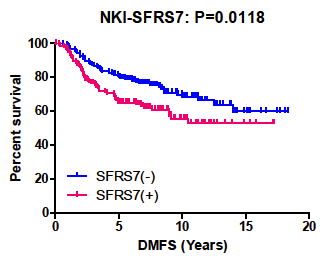 NKI-SFRS7: P=0.0118
Percent survival
100
80
60
40
20
0
SFRS7(-)
SFRS7(+)
0 5 10 15 20
DMFS (Years)